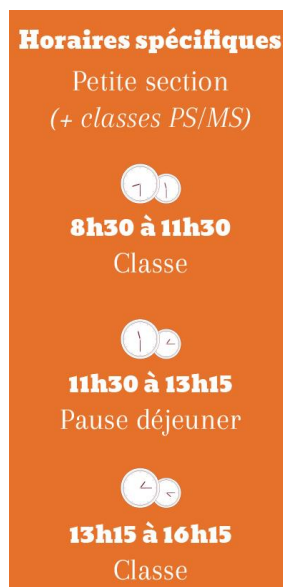 Horaires spécifiques
Petite section
(+ classes PS/MS)
8h30 à 11h30
Classe
11h30 à 13h15
Pause déjeuner
13h15 à 16h15
Classe